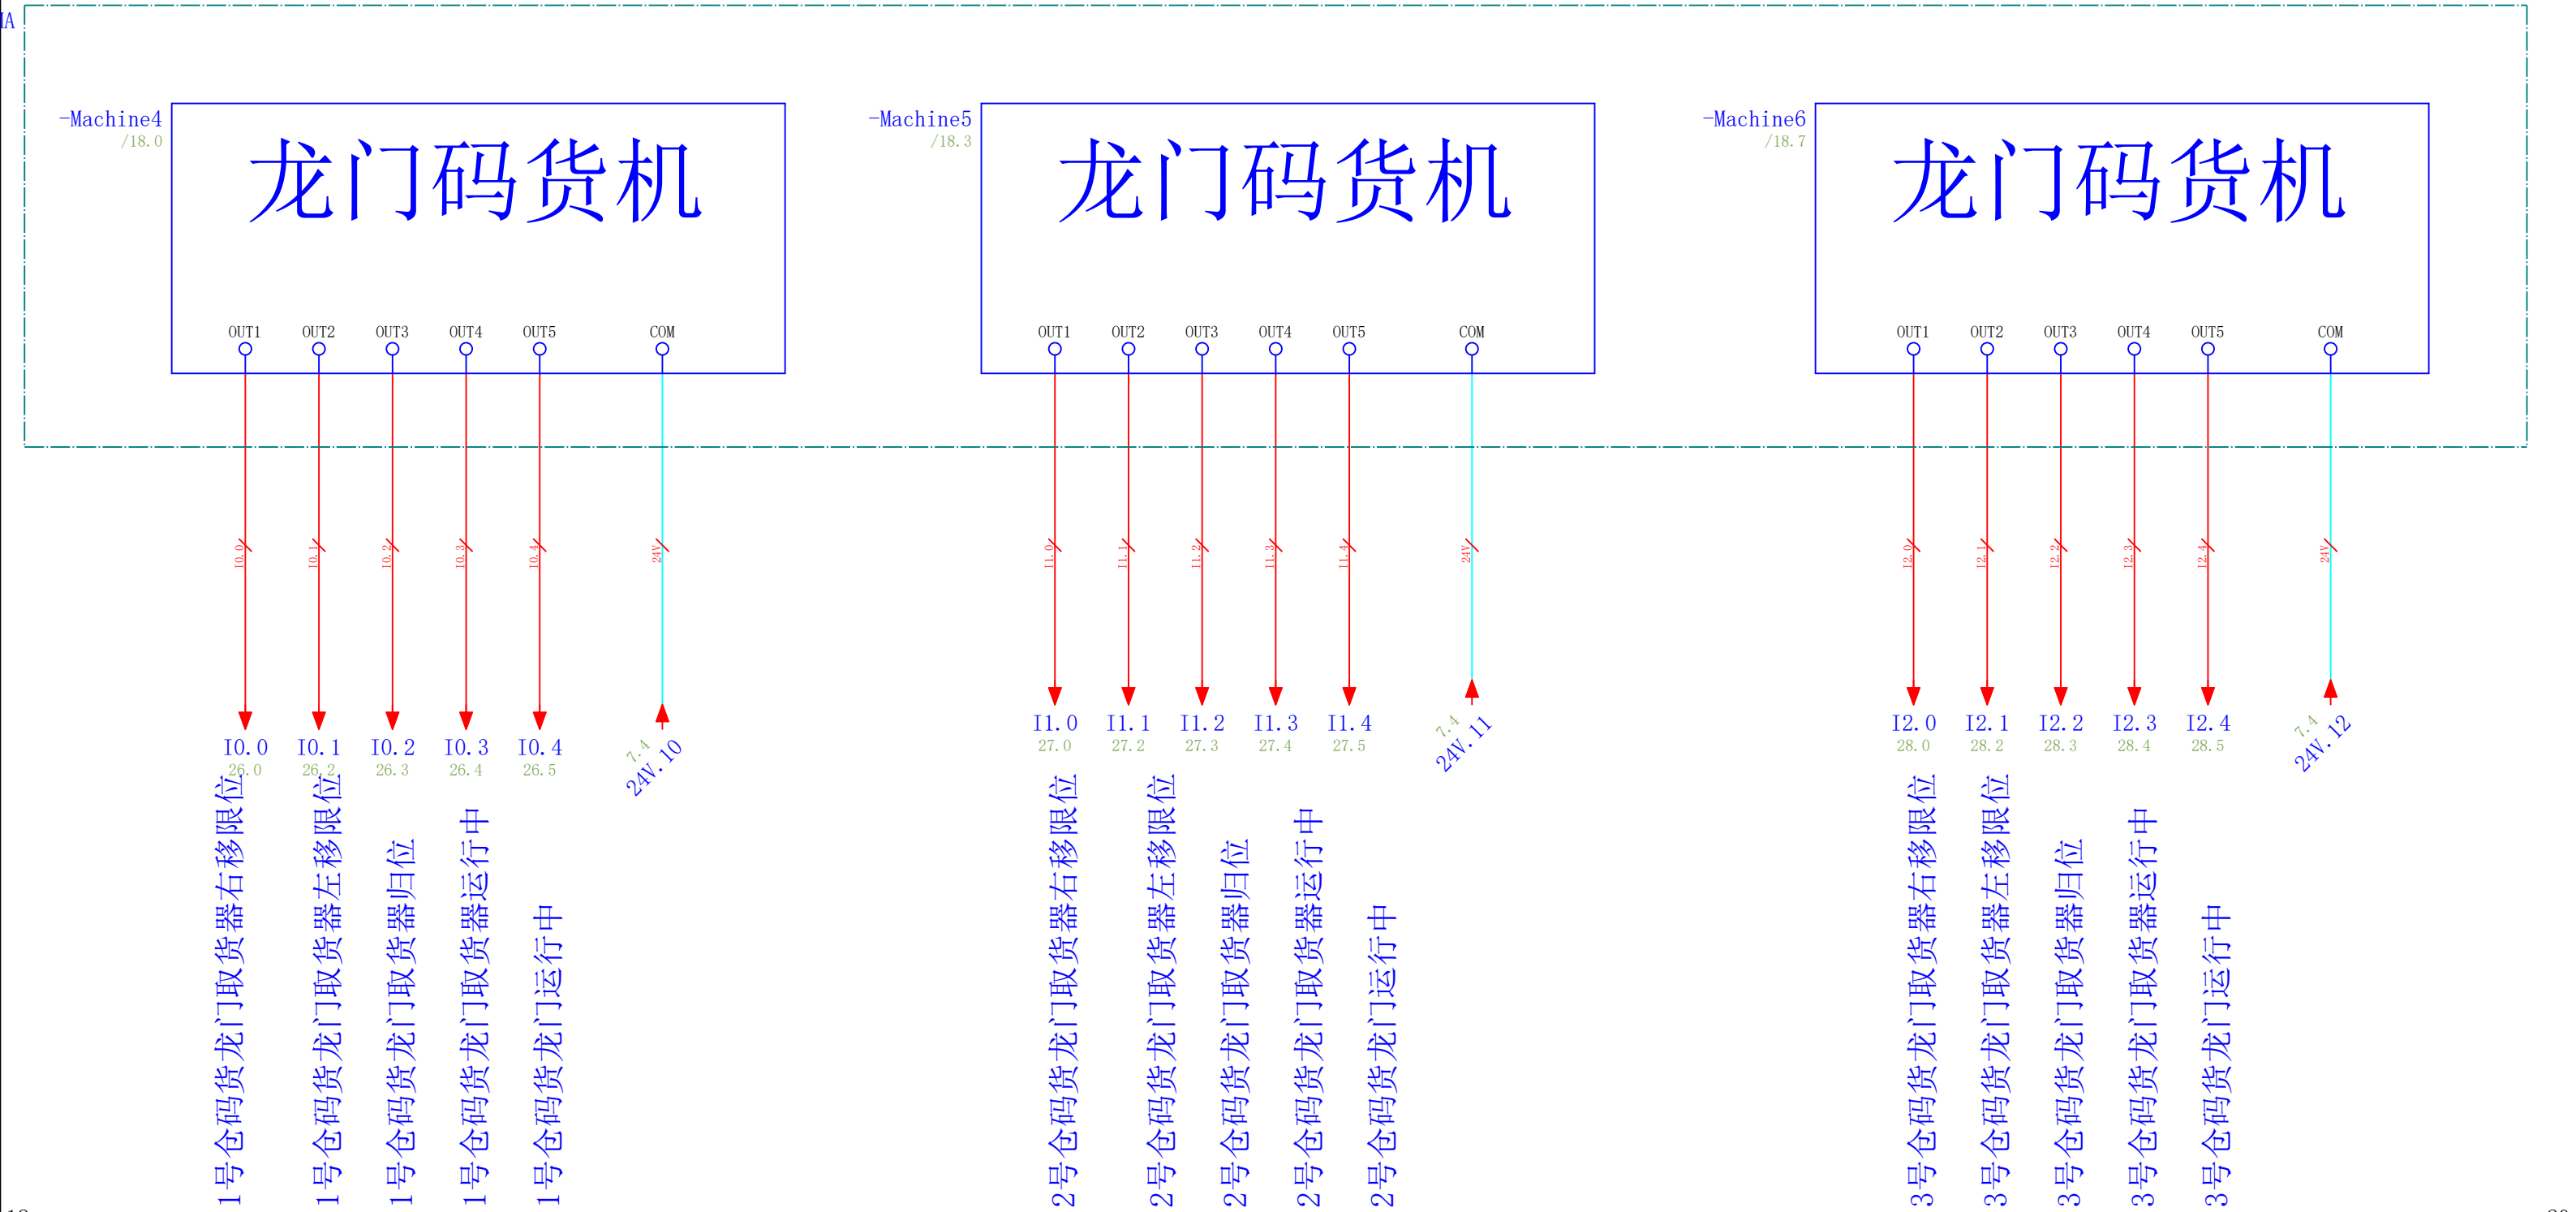 -Machine4
/18.0
龙门码货机
OUT1 OUT2 OUT3 OUT4 OUT5 COM
I0.0 I0.1 I0.2 I0.3 I0.4 24V
I0.0 I0.1 I0.2 I0.3 I0.4
26.0 26.2 26.3 26.4 26.5
7.4
24V.10
1号仓码货龙门取货器右移限位
1号仓码货龙门取货器左移限位
1号仓码货龙门取货器归位
1号仓码货龙门取货器运行中
1号仓码货龙门运行中
-Machine5
/18.3
龙门码货机
OUT1 OUT2 OUT3 OUT4 OUT5 COM
I1.0 I1.1 I1.2 I1.3 I1.4 24V
I1.0 I1.1 I1.2 I1.3 I1.4
27.0 27.2 27.3 27.4 27.5
7.4
24V.11
2号仓码货龙门取货器右移限位
2号仓码货龙门取货器左移限位
2号仓码货龙门取货器归位
2号仓码货龙门取货器运行中
2号仓码货龙门运行中
-Machine6
/18.7
龙门码货机
OUT1 OUT2 OUT3 OUT4 OUT5 COM
I2.0 I2.1 I2.2 I2.3 I2.4 24V
I2.0 I2.1 I2.2 I2.3 I2.4
28.0 28.2 28.3 28.4 28.5
7.4
24V.12
3号仓码货龙门取货器右移限位
3号仓码货龙门取货器左移限位
3号仓码货龙门取货器归位
3号仓码货龙门取货器运行中
3号仓码货龙门运行中